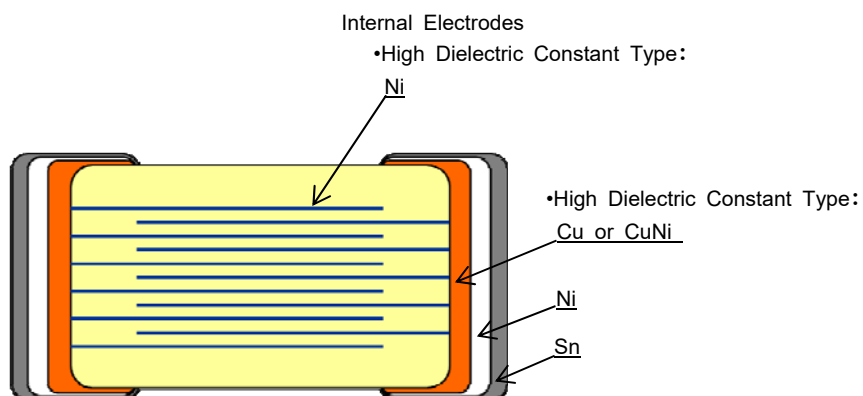 Internal Electrodes
•High Dielectric Constant Type:
Ni
•High Dielectric Constant Type:
Cu or CuNi
Ni
Sn